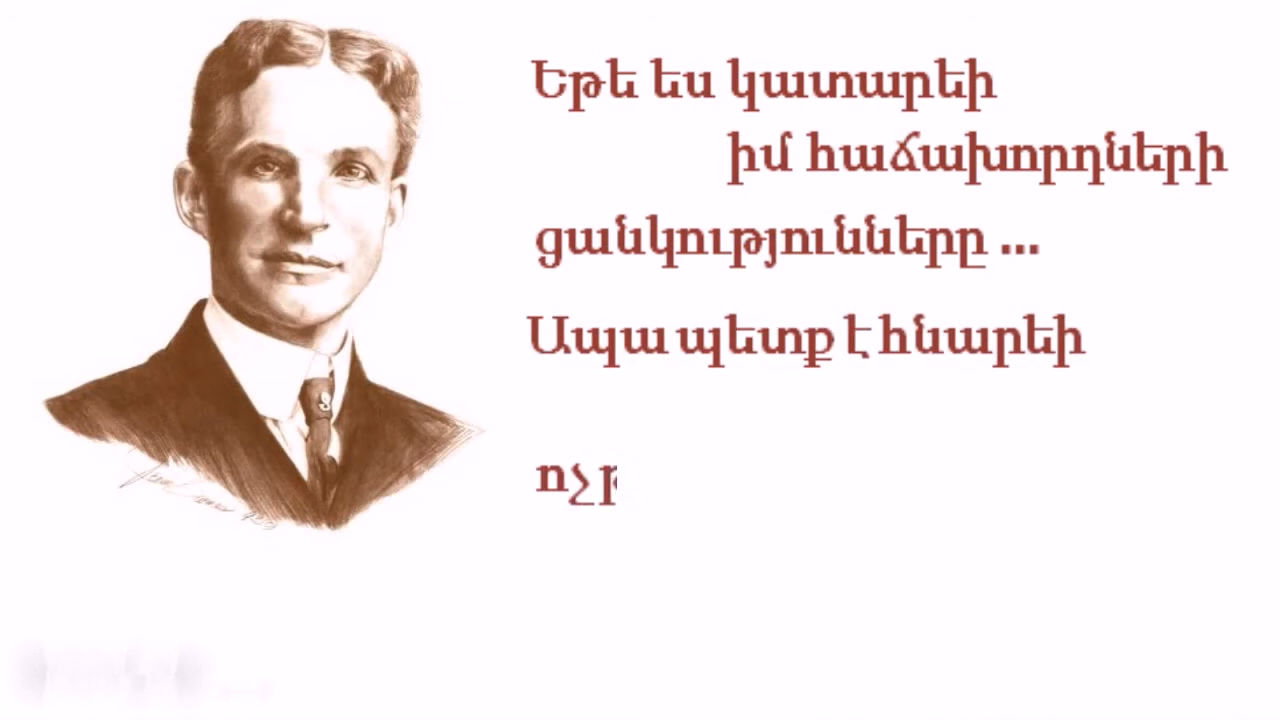 Եթե ես կատարեի
իմ հաճախորդների
ցանկությունները ...
Ապա պետք է հնարեի
ոչ թ